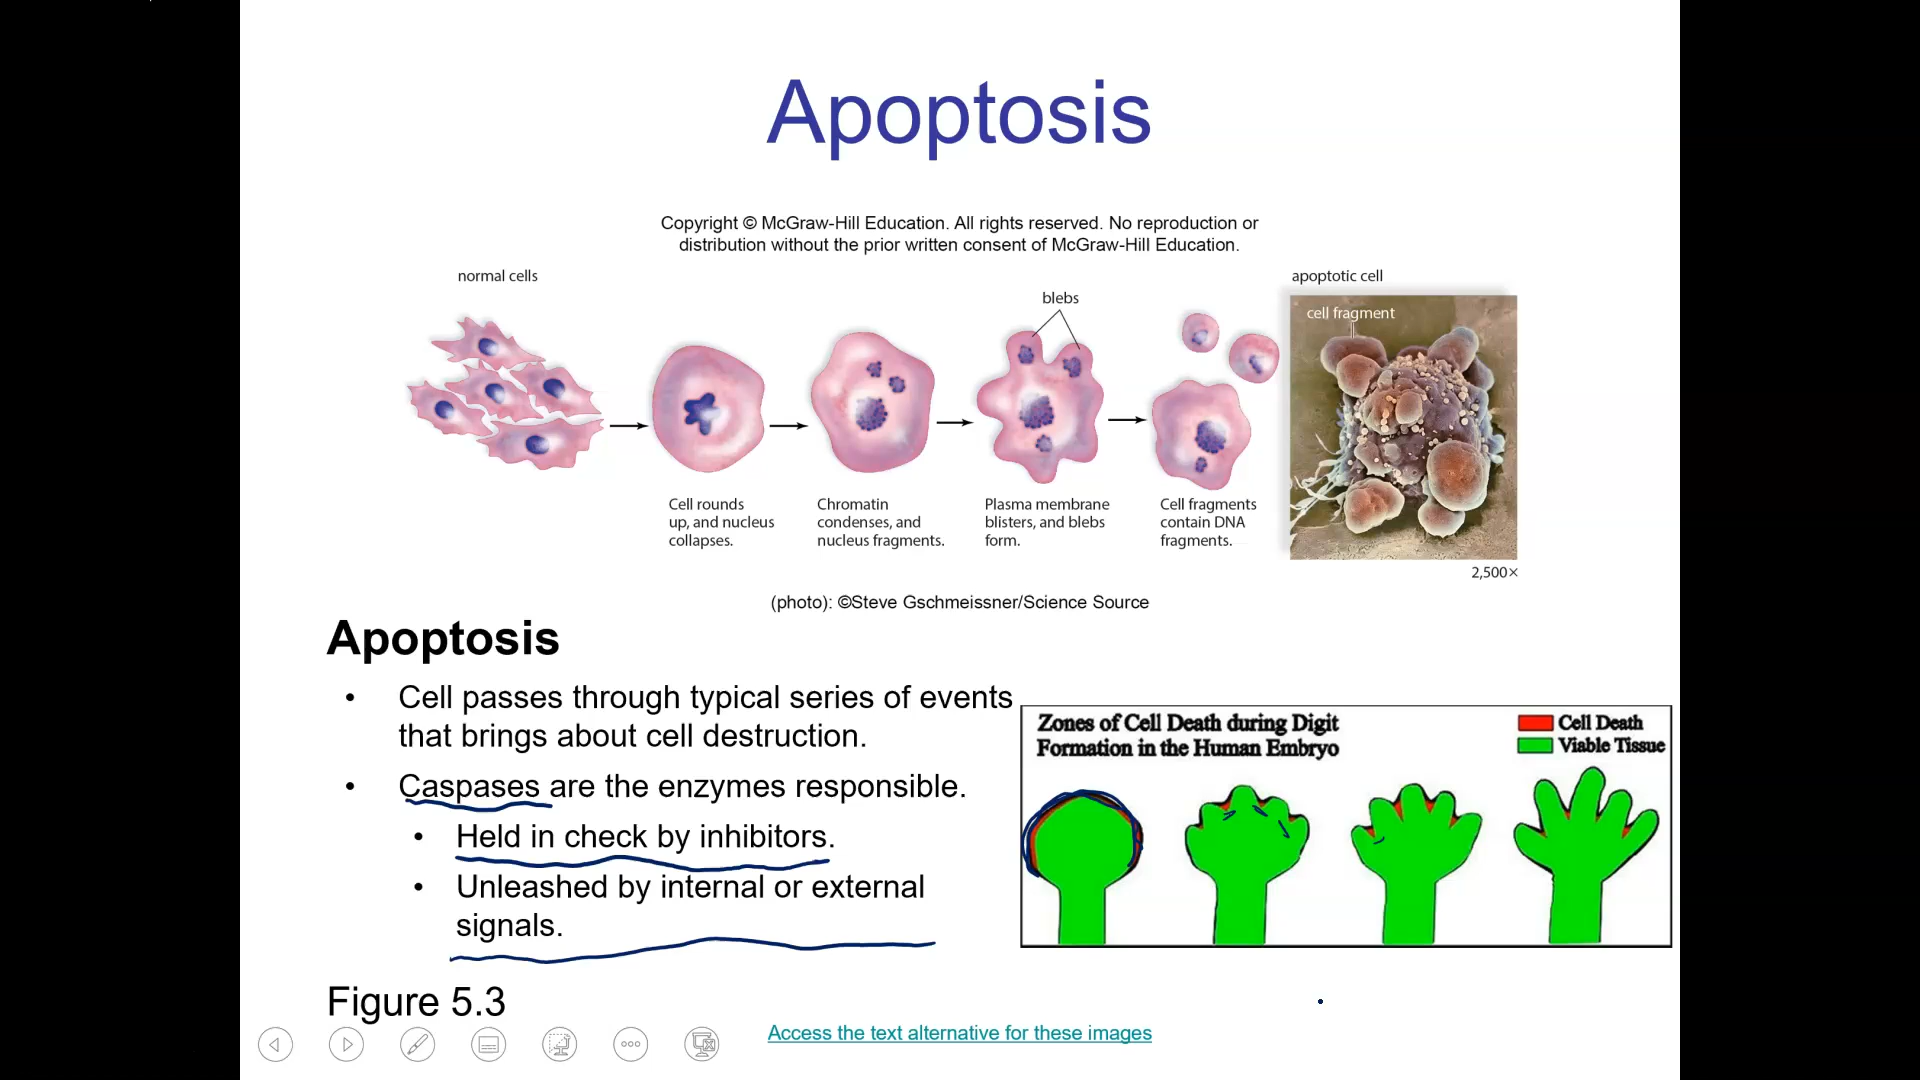 Apoptosis
Copyright © McGraw-Hill Education. All rights reserved. No reproduction or
distribution without the prior written consent of McGraw-Hill Education.
normal cells
blebs
apoptotic cell
cell fragment
Cell rounds
up, and nucleus
collapses.
Chromatin
condenses, and
nucleus fragments.
Plasma membrane
blisters, and blebs
form.
Cell fragments
contain DNA
fragments.
2,500×
(photo): ©Steve Gschmeissner/Science Source
Apoptosis
• Cell passes through typical series of events
that brings about cell destruction.
• Caspases are the enzymes responsible.
• Held in check by inhibitors.
• Unleashed by internal or external
signals.
Zones of Cell Death during Digit
Formation in the Human Embryo
Cell Death
Viable Tissue
Figure 5.3
Access the text alternative for these images